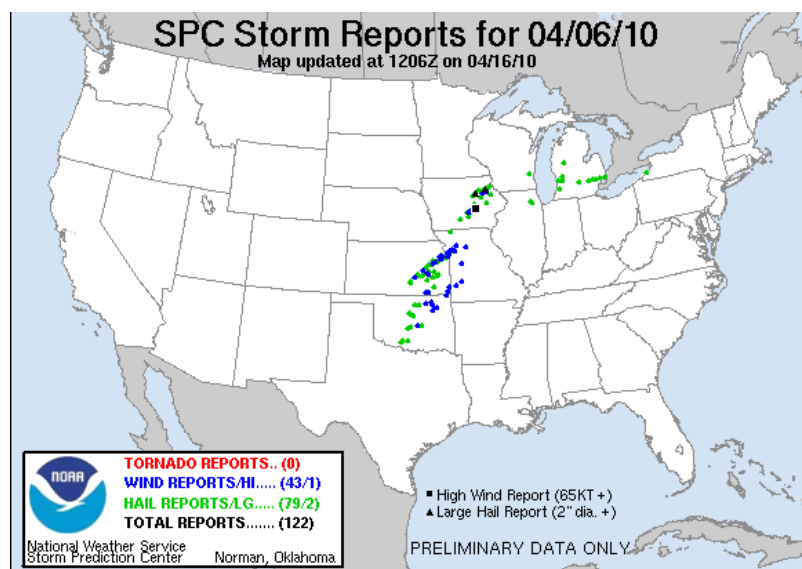 SPC Storm Reports for 04/06/10
Map updated at 1206Z on 04/16/10
NOAA
TORNADO REPORTS.. (0)
WIND REPORTS/HI..... (43/1)
HAIL REPORTS/LG..... (79/2)
TOTAL REPORTS....... (122)
National Weather Service
Storm Prediction Center Norman, Oklahoma
High Wind Report (65KT +)
Large Hail Report (2" dia. +)
PRELIMINARY DATA ONLY